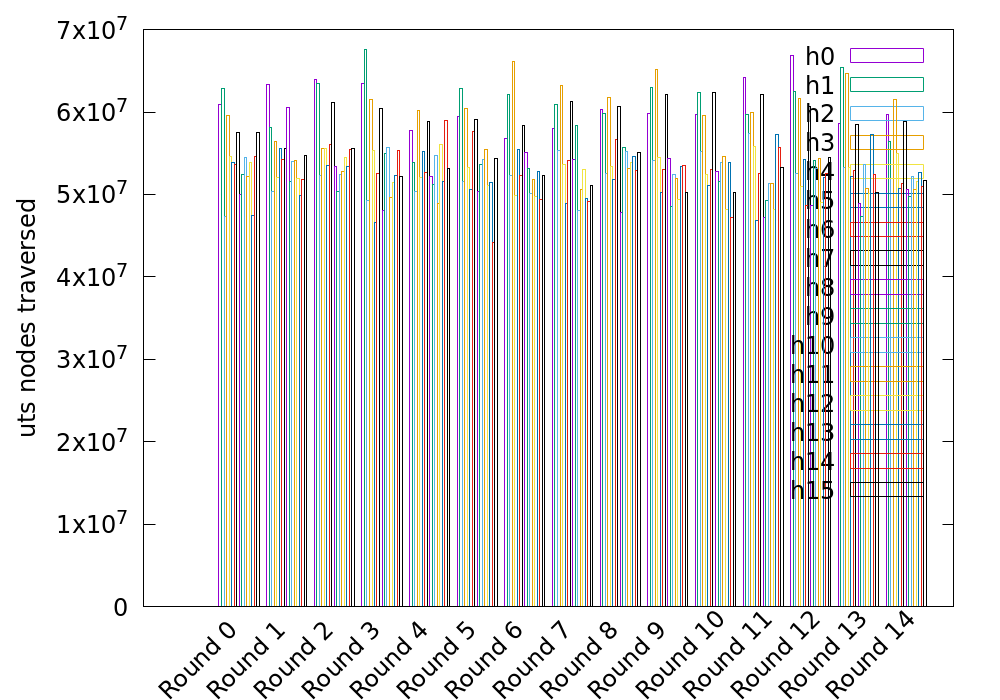 7x10⁷
6x10⁷
5x10⁷
4x10⁷
3x10⁷
2x10⁷
1x10⁷
0
uts nodes traversed
h0
h1
h2
h3
h4
h5
h6
h7
h8
h9
h10
h11
h12
h13
h14
h15
Round 0
Round 1
Round 2
Round 3
Round 4
Round 5
Round 6
Round 7
Round 8
Round 9
Round 10
Round 11
Round 12
Round 13
Round 14